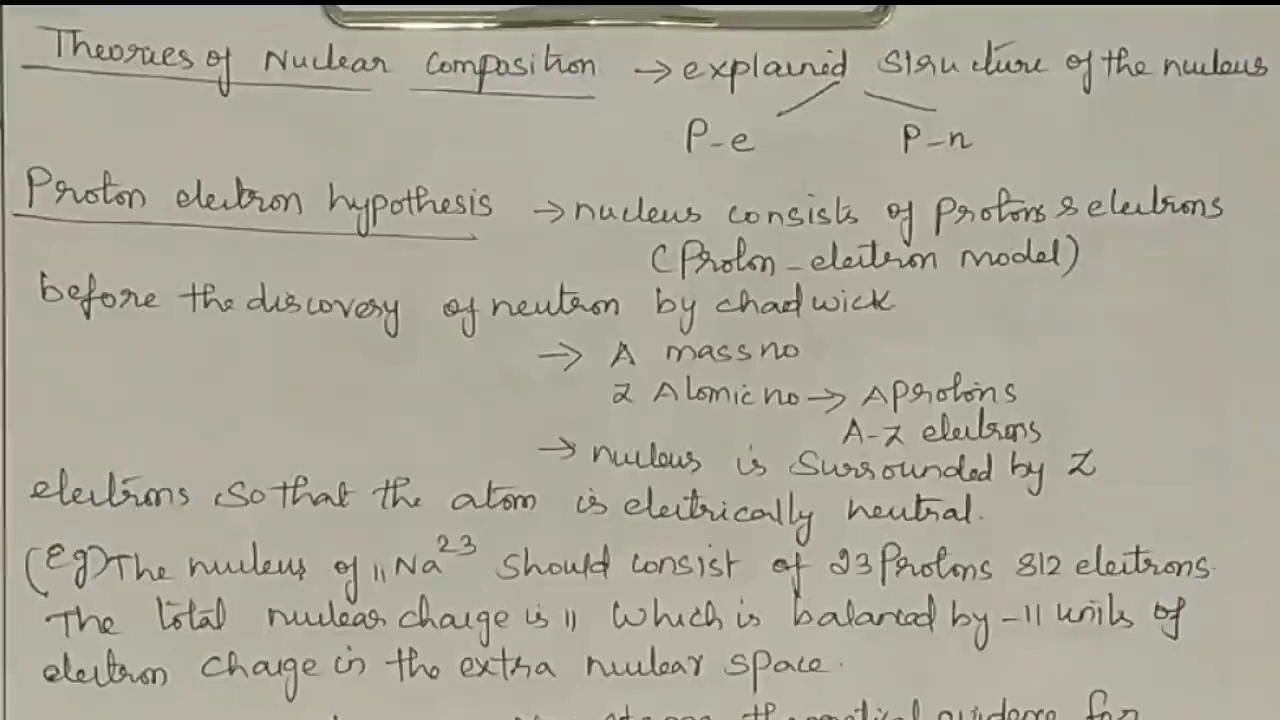 Theories of Nuclear Composition → explained structure of the nucleus
P-e P-n
Proton electron hypothesis → nucleus consists of protons & electrons
(Proton-electron model)
before the discovery of neutron by chadwick
→ A mass no
Z Atomic no → A protons
A-Z electrons
→ nucleus is surrounded by Z
electrons so that the atom is electrically neutral.
(Eg) The nucleus of ₁₁Na²³ should consist of 23 Protons & 12 electrons.
The total nuclear charge is 11 which is balanced by -11 units of
electron charge in the extra nuclear space.
theoretical evidence for